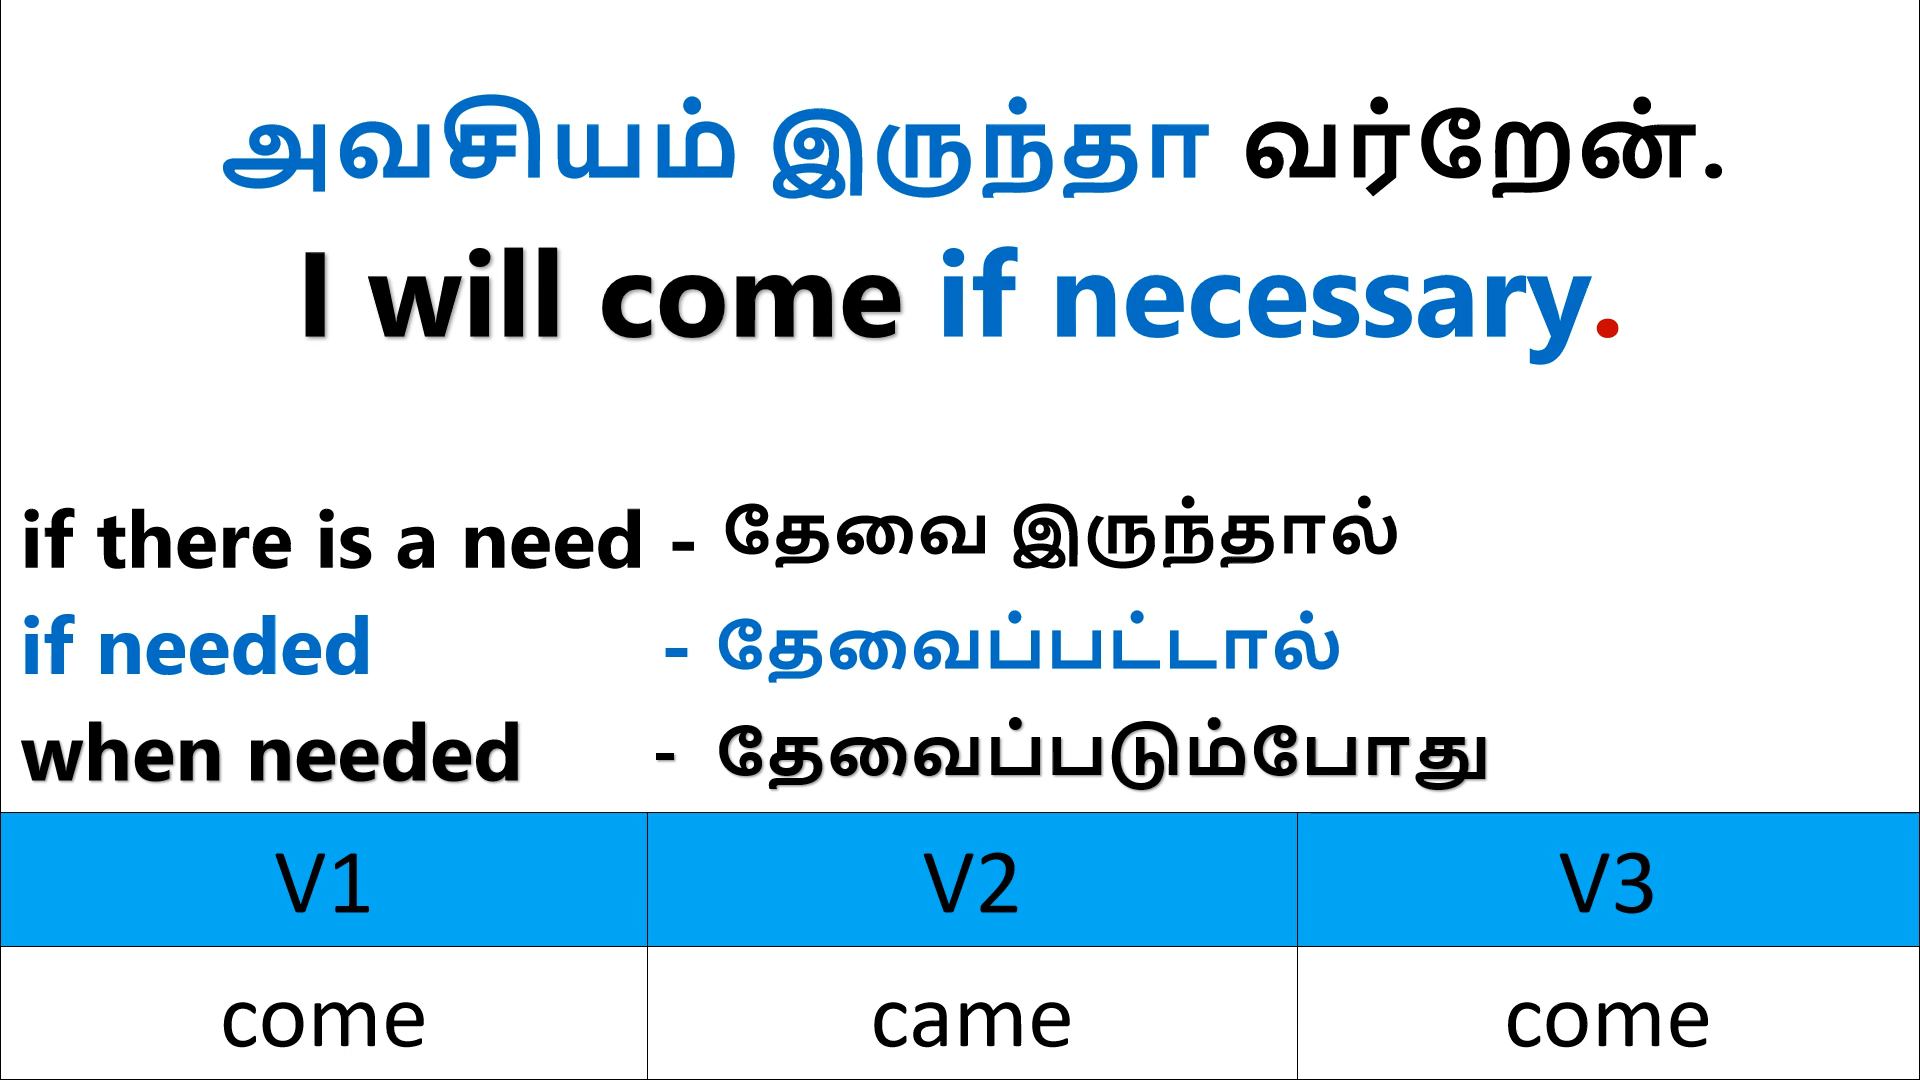 அவசியம் இருந்தா வர்றேன்.
I will come if necessary.
if there is a need - தேவை இருந்தால்
if needed - தேவைப்பட்டால்
when needed - தேவைப்படும்போது
V1 V2 V3
come came come